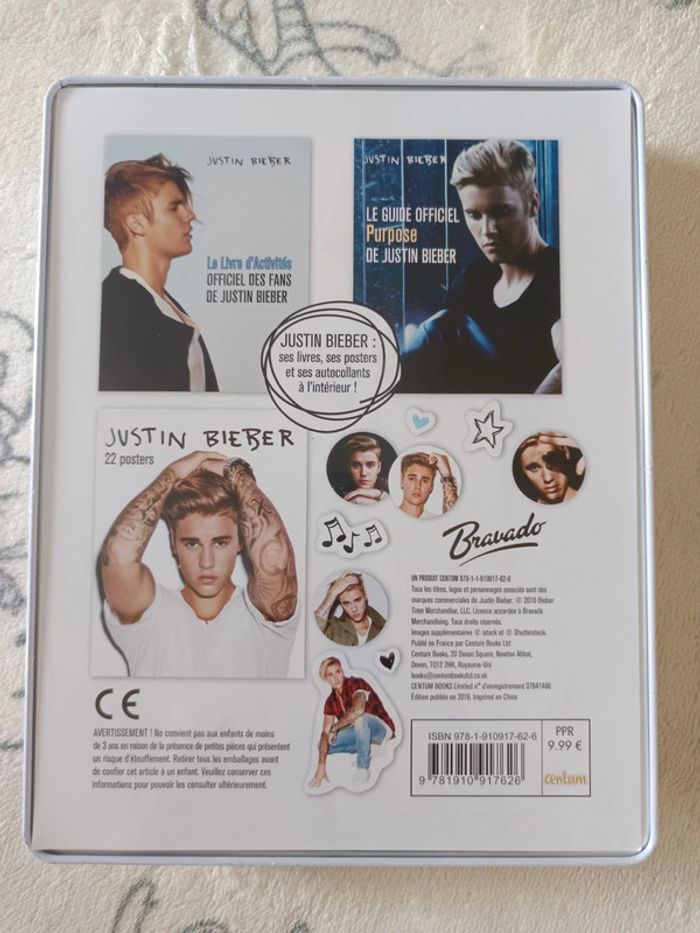 JUSTIN BIEBER
Le Livre d'Activités
OFFICIEL DES FANS
DE JUSTIN BIEBER
JUSTIN BIEBER
LE GUIDE OFFICIEL
Purpose
DE JUSTIN BIEBER
JUSTIN BIEBER :
ses livres, ses posters
et ses autocollants
à l'intérieur !
JUSTIN BIEBER
22 posters
Bravado
UN PRODUIT CENTUM 978-1-1-910917-62-6
Tous les titres, logos et personnages associés sont des
marques commerciales de Justin Bieber. © 2016 Bieber
Time Merchandise, LLC. Licence accordée à Bravado
Merchandising. Tous droits réservés.
Images supplémentaires © istock et © Shutterstock.
Publié en France par Centum Books Ltd
Centum Books, 20 Devon Square, Newton Abbot,
Devon, TQ12 2HR, Royaume-Uni
books@centumbooksltd.co.uk
CENTUM BOOKS Limited n° d'enregistrement 07641486
Édition publiée en 2016. Imprimé en Chine
CE
AVERTISSEMENT ! Ne convient pas aux enfants de moins
de 3 ans en raison de la présence de petites pièces qui présentent
un risque d'étouffement. Retirer tous les emballages avant
de confier cet article à un enfant. Veuillez conserver ces
informations pour pouvoir les consulter ultérieurement.
ISBN 978-1-910917-62-6
9 781910 917626
PPR
9.99 €
centum